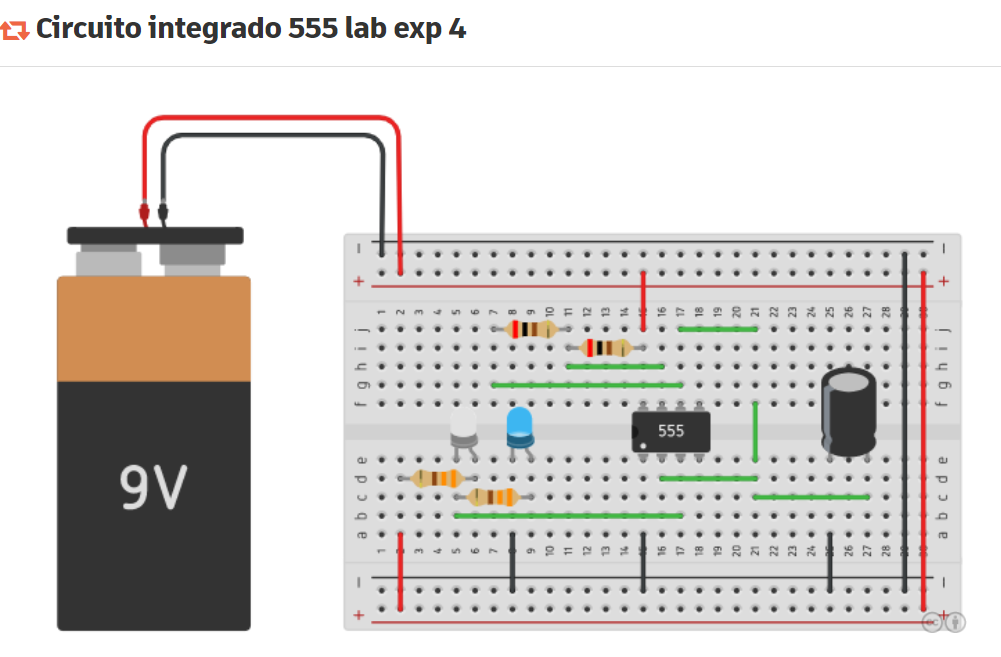 Circuito integrado 555 lab exp 4
9V
− −
+ +
1 2 3 4 5 6 7 8 9 10 11 12 13 14 15 16 17 18 19 20 21 22 23 24 25 26 27 28 29 30
j j
i i
h h
g g
f f
555
e e
d d
c c
b b
a a
1 2 3 4 5 6 7 8 9 10 11 12 13 14 15 16 17 18 19 20 21 22 23 24 25 26 27 28 29 30
− −
+ +
cc